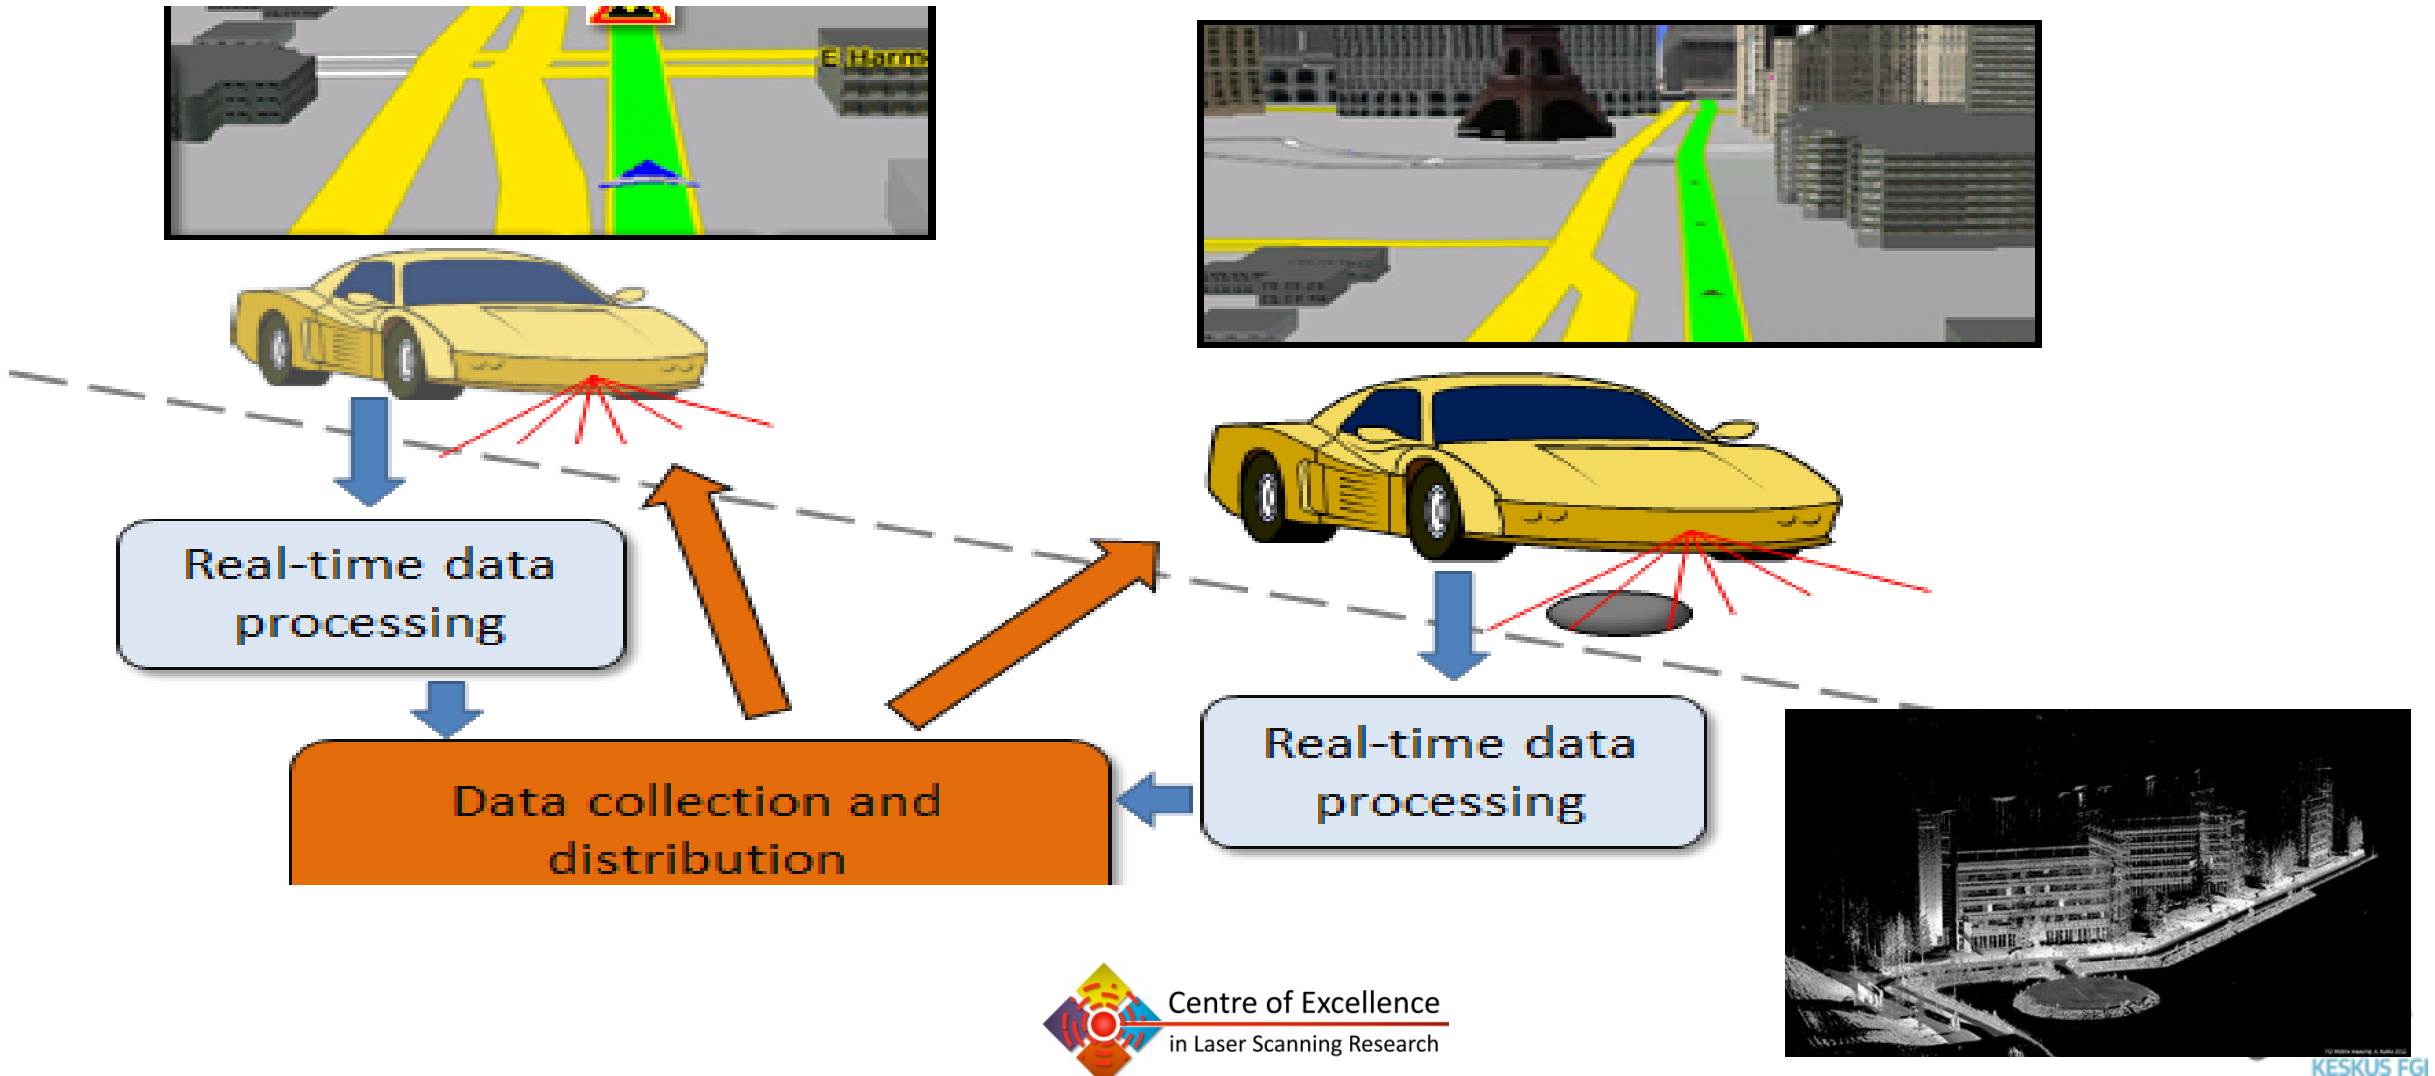 E Harm
Real-time data
processing
Data collection and
distribution
Real-time data
processing
Centre of Excellence
in Laser Scanning Research
KESKUS FGI